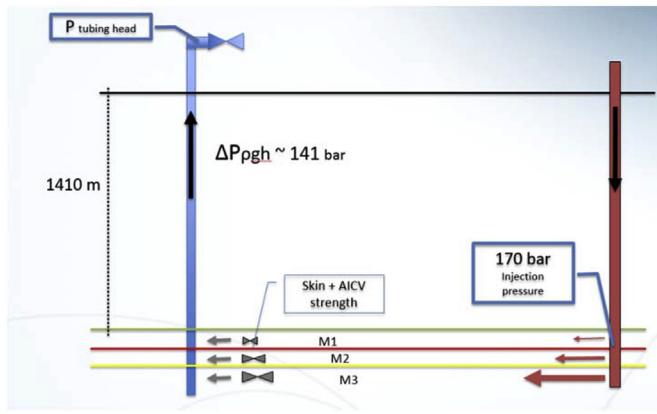 P tubing head
ΔPρgh ~ 141 bar
1410 m
170 bar
Injection
pressure
Skin + AICV
strength
M1
M2
M3